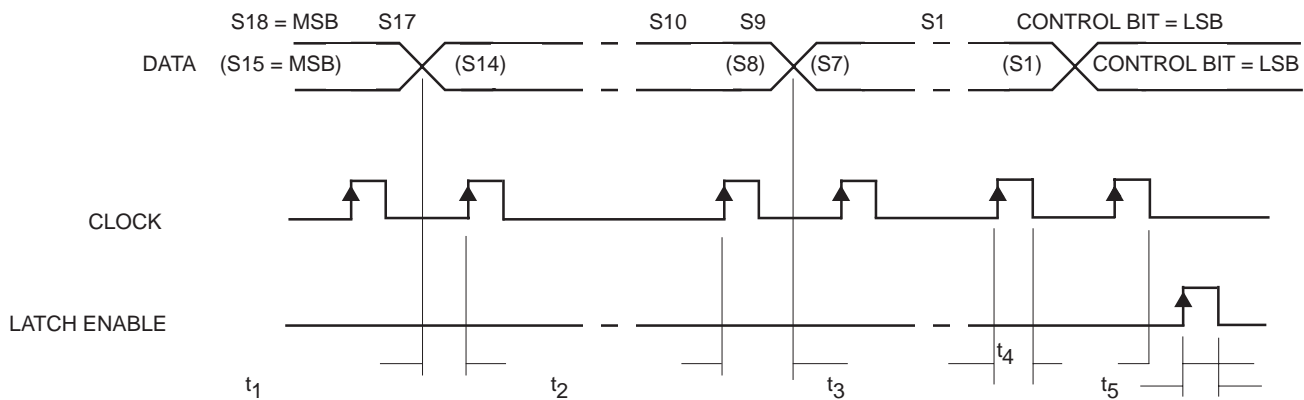 S18 = MSB S17 S10 S9 S1 CONTROL BIT = LSB
DATA (S15 = MSB) (S14) (S8) (S7) (S1) CONTROL BIT = LSB
CLOCK
LATCH ENABLE
t4
t1 t2 t3 t5